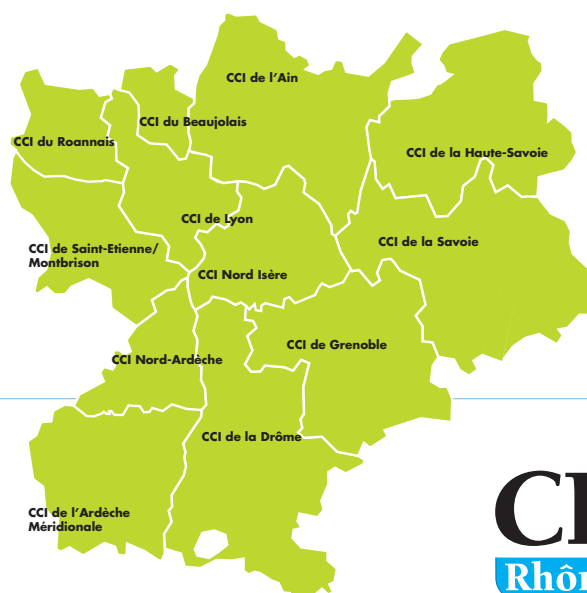 CCI de l'Ain
CCI du Beaujolais
CCI du Roannais
CCI de la Haute-Savoie
CCI de Lyon
CCI de la Savoie
CCI de Saint-Etienne/
Montbrison
CCI Nord Isère
CCI de Grenoble
CCI Nord-Ardèche
CCI de la Drôme
CCI de l'Ardèche
Méridionale